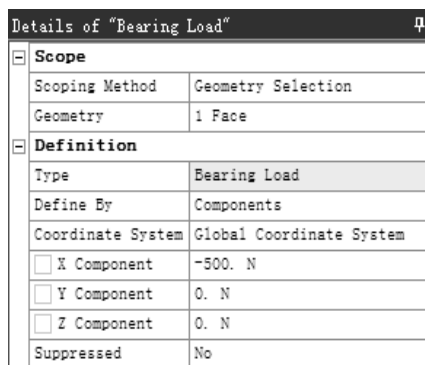 Details of "Bearing Load"
Scope
Scoping Method Geometry Selection
Geometry 1 Face
Definition
Type Bearing Load
Define By Components
Coordinate System Global Coordinate System
X Component -500. N
Y Component 0. N
Z Component 0. N
Suppressed No